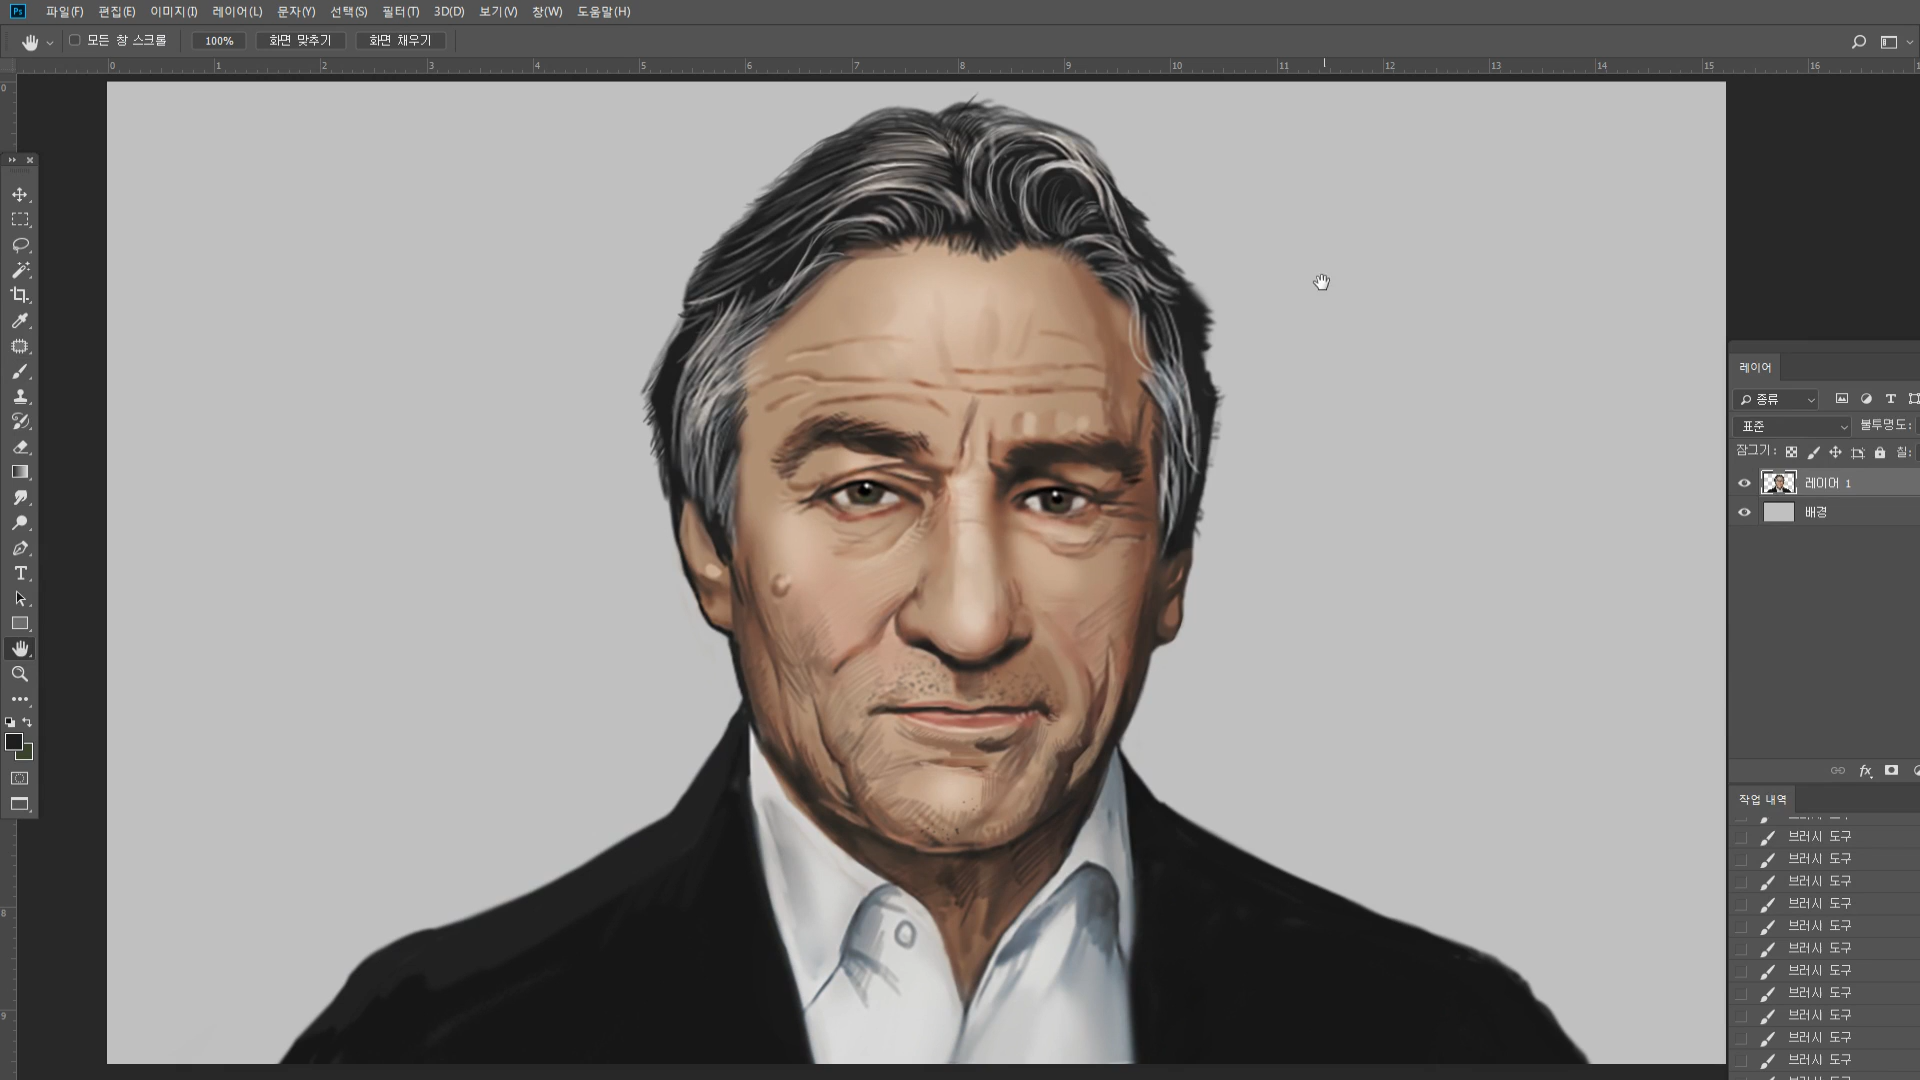 Ps 파일(F) 편집(E) 이미지(I) 레이어(L) 문자(Y) 선택(S) 필터(T) 3D(D) 보기(V) 창(W) 도움말(H)
모든 창 스크롤 100% 화면 맞추기 화면 채우기
0 1 2 3 4 5 6 7 8 9 10 11 12 13 14 15 16
0
레이어
종류
표준 불투명도:
잠그기: 칠:
레이어 1
배경
fx
작업 내역
브러시 도구
브러시 도구
브러시 도구
브러시 도구
브러시 도구
브러시 도구
브러시 도구
브러시 도구
브러시 도구
브러시 도구
브러시 도구
8
9